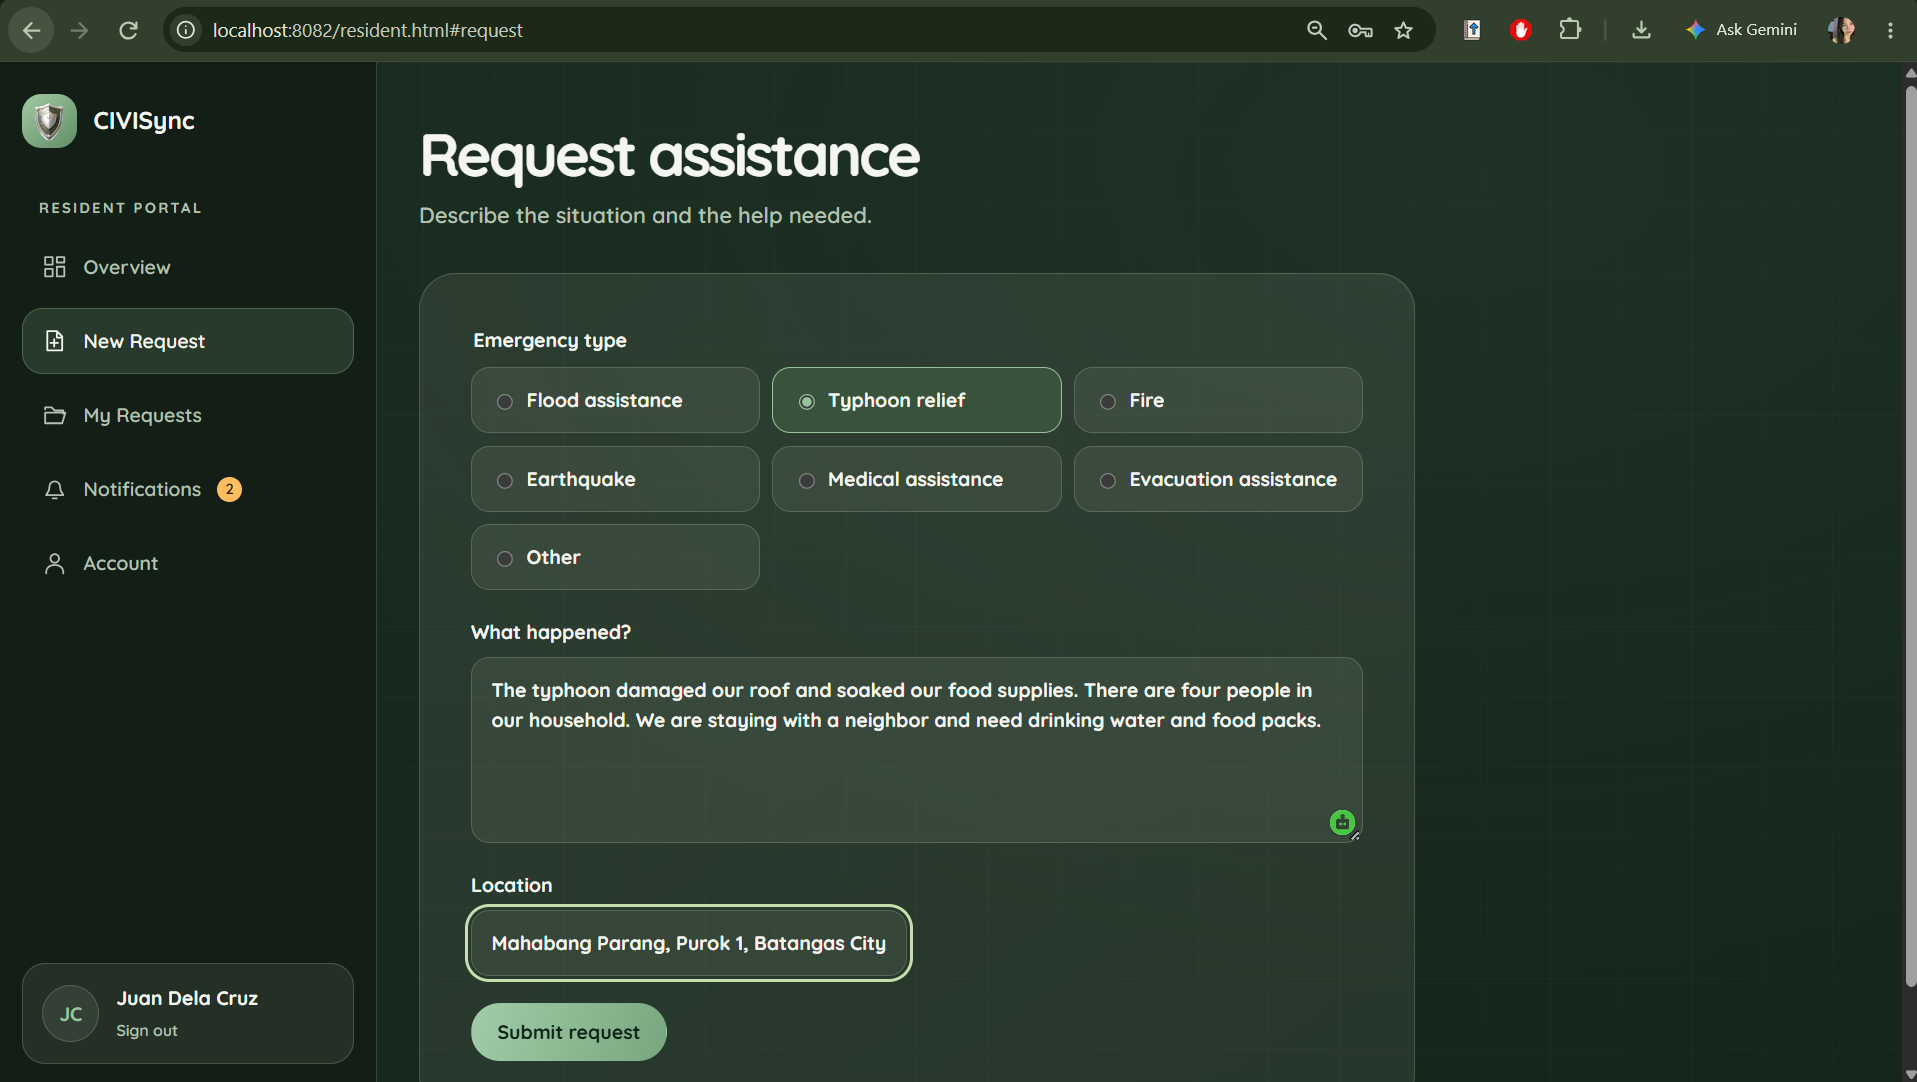 localhost:8082/resident.html#request
Ask Gemini
CIVISync
RESIDENT PORTAL
Overview
New Request
My Requests
Notifications 2
Account
JC
Juan Dela Cruz
Sign out
Request assistance
Describe the situation and the help needed.
Emergency type
Flood assistance
Typhoon relief
Fire
Earthquake
Medical assistance
Evacuation assistance
Other
What happened?
The typhoon damaged our roof and soaked our food supplies. There are four people in
our household. We are staying with a neighbor and need drinking water and food packs.
Location
Mahabang Parang, Purok 1, Batangas City
Submit request